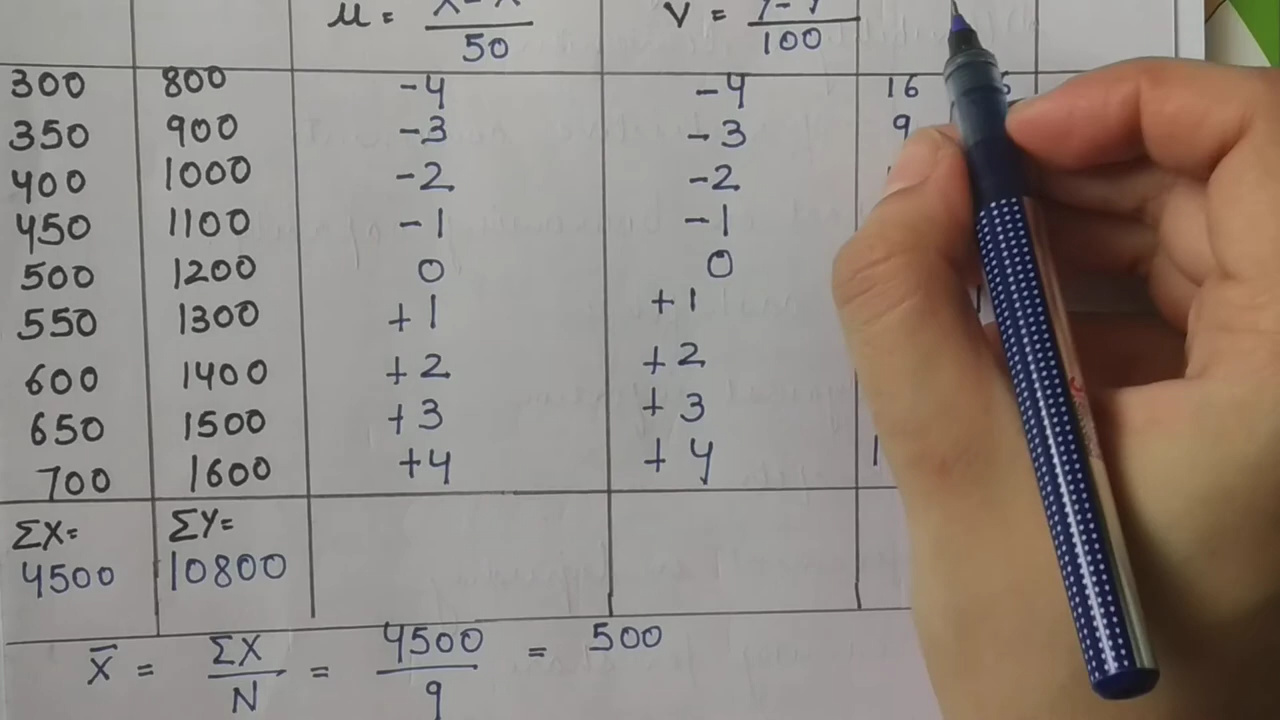 μ = X - X̄ / 50 V = Y - Ȳ / 100
300 800 -4 -4 16
350 900 -3 -3 9
400 1000 -2 -2
450 1100 -1 -1
500 1200 0 0
550 1300 +1 +1
600 1400 +2 +2
650 1500 +3 +3
700 1600 +4 +4
ΣX= ΣY=
4500 10800
X̄ = ΣX / N = 4500 / 9 = 500